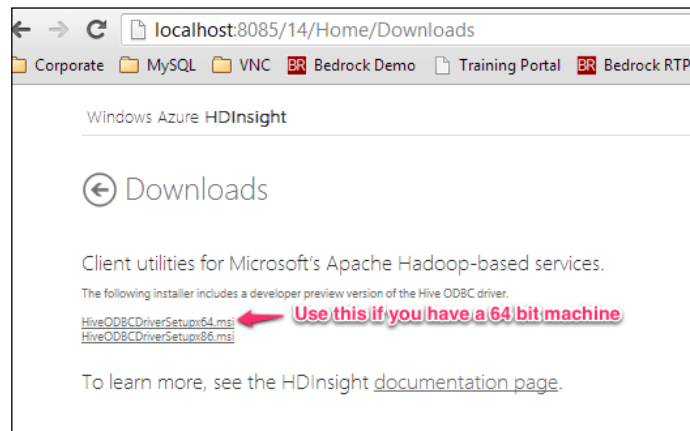 localhost:8085/14/Home/Downloads
Corporate MySQL VNC BR Bedrock Demo Training Portal BR Bedrock RTP
Windows Azure HDInsight
Downloads
Client utilities for Microsoft's Apache Hadoop-based services.
The following installer includes a developer preview version of the Hive ODBC driver.
HiveODBCDriverSetupx64.msi Use this if you have a 64 bit machine
HiveODBCDriverSetupx86.msi
To learn more, see the HDInsight documentation page.